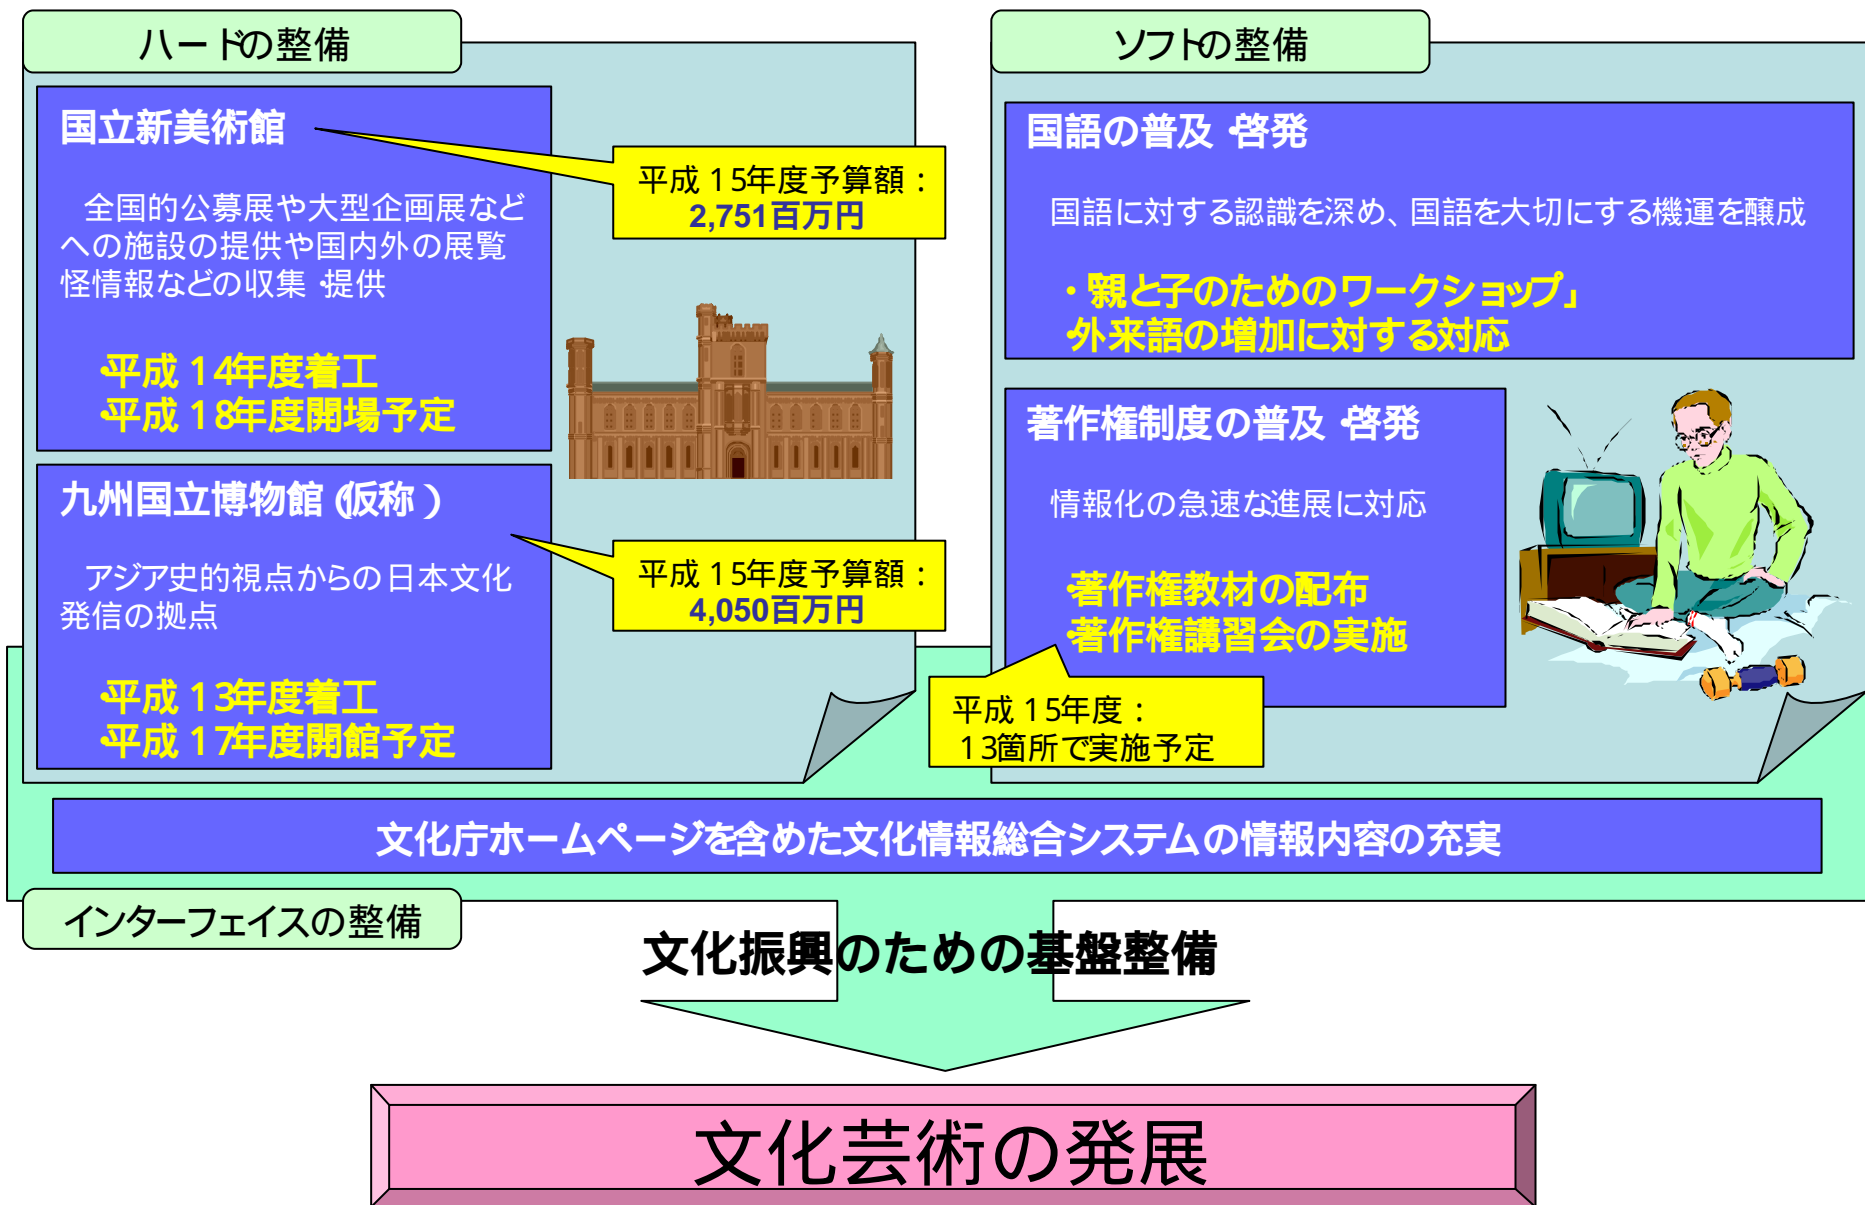 ハードの整備
国立新美術館
全国的公募展や大型企画展など
への施設の提供や国内外の展覧
怪情報などの収集・提供
・平成14年度着工
・平成18年度開場予定
平成15年度予算額：
2,751百万円
九州国立博物館(仮称)
アジア史的視点からの日本文化
発信の拠点
・平成13年度着工
・平成17年度開館予定
平成15年度予算額：
4,050百万円
ソフトの整備
国語の普及・啓発
国語に対する認識を深め、国語を大切にする機運を醸成
・「親と子のためのワークショップ」
・外来語の増加に対する対応
著作権制度の普及・啓発
情報化の急速な進展に対応
・著作権教材の配布
・著作権講習会の実施
平成15年度：
13箇所で実施予定
文化庁ホームページを含めた文化情報総合システムの情報内容の充実
インターフェイスの整備
文化振興のための基盤整備
文化芸術の発展